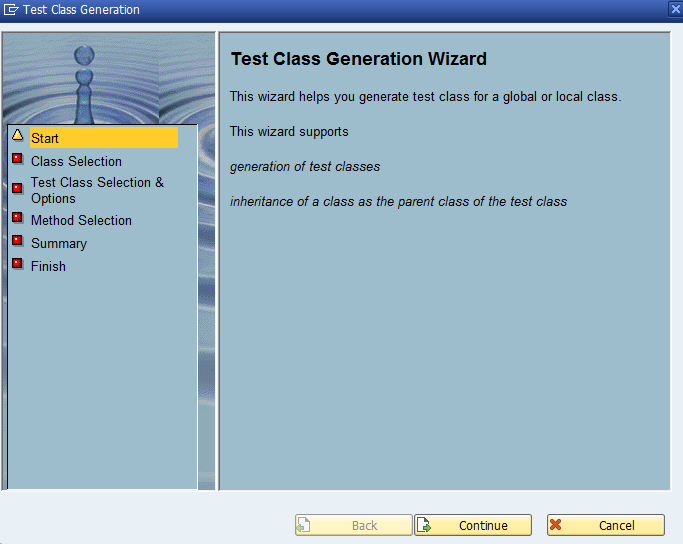 Test Class Generation
Start
Class Selection
Test Class Selection &
Options
Method Selection
Summary
Finish
Test Class Generation Wizard
This wizard helps you generate test class for a global or local class.
This wizard supports
generation of test classes
inheritance of a class as the parent class of the test class
Back
Continue
Cancel